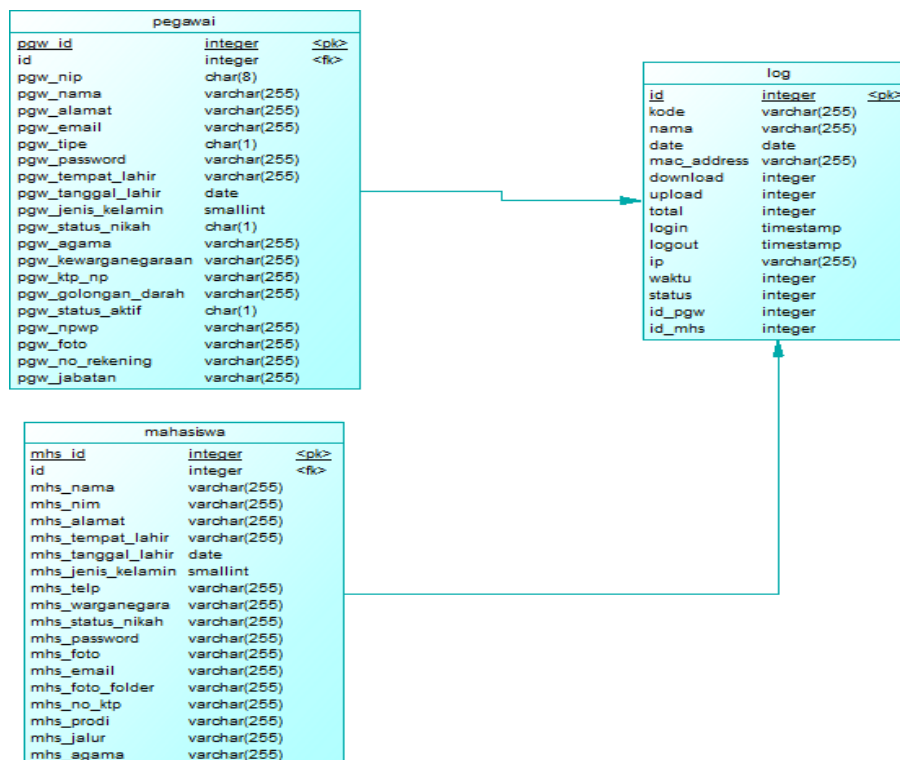 pegawai
pgw_id integer <pk>
id integer <fk>
pgw_nip char(8)
pgw_nama varchar(255)
pgw_alamat varchar(255)
pgw_email varchar(255)
pgw_tipe char(1)
pgw_password varchar(255)
pgw_tempat_lahir varchar(255)
pgw_tanggal_lahir date
pgw_jenis_kelamin smallint
pgw_status_nikah char(1)
pgw_agama varchar(255)
pgw_kewarganegaraan varchar(255)
pgw_ktp_np varchar(255)
pgw_golongan_darah varchar(255)
pgw_status_aktif char(1)
pgw_npwp varchar(255)
pgw_foto varchar(255)
pgw_no_rekening varchar(255)
pgw_jabatan varchar(255)
log
id integer <pk>
kode varchar(255)
nama varchar(255)
date date
mac_address varchar(255)
download integer
upload integer
total integer
login timestamp
logout timestamp
ip varchar(255)
waktu integer
status integer
id_pgw integer
id_mhs integer
mahasiswa
mhs_id integer <pk>
id integer <fk>
mhs_nama varchar(255)
mhs_nim varchar(255)
mhs_alamat varchar(255)
mhs_tempat_lahir varchar(255)
mhs_tanggal_lahir date
mhs_jenis_kelamin smallint
mhs_telp varchar(255)
mhs_warganegara varchar(255)
mhs_status_nikah varchar(255)
mhs_password varchar(255)
mhs_foto varchar(255)
mhs_email varchar(255)
mhs_foto_folder varchar(255)
mhs_no_ktp varchar(255)
mhs_prodi varchar(255)
mhs_jalur varchar(255)
mhs_agama varchar(255)